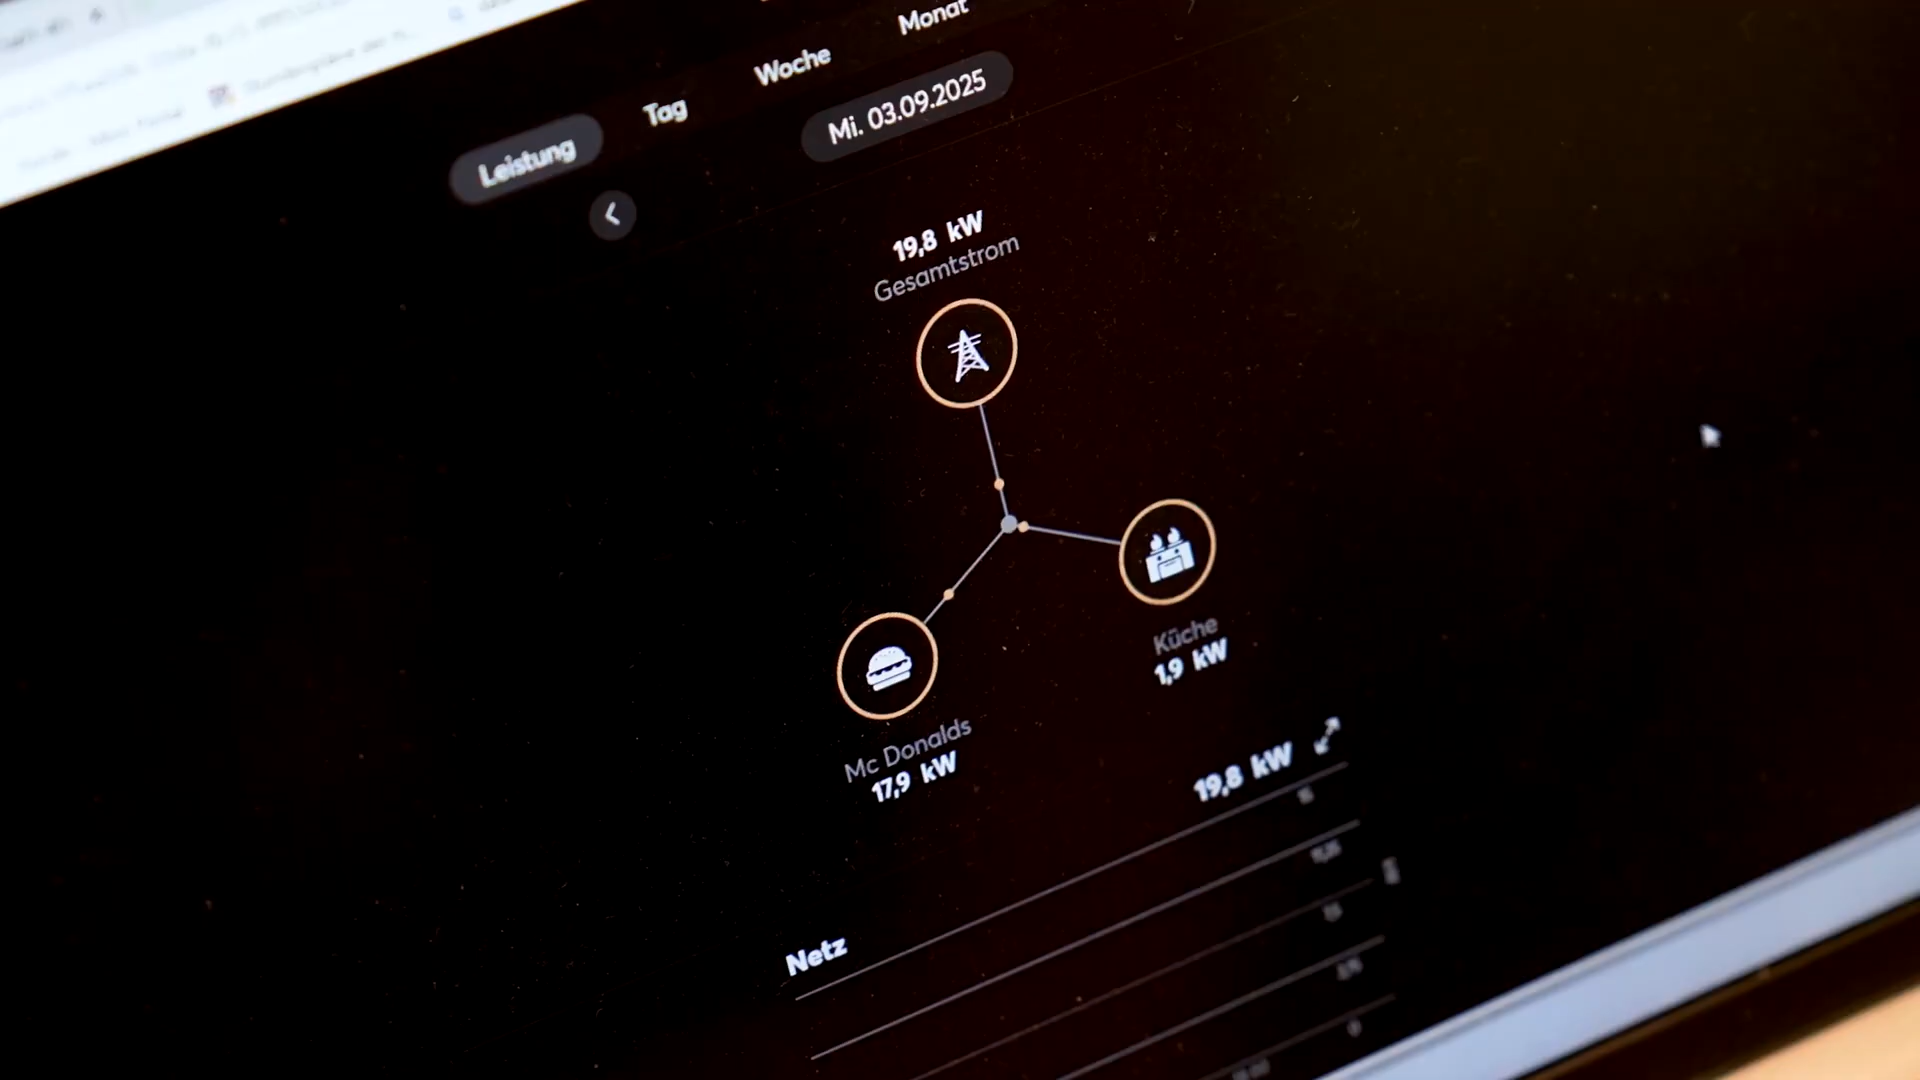 Monat
Woche
Tag
Leistung
Mi. 03.09.2025
19,8 kW
Gesamtstrom
Küche
1,9 kW
Mc Donalds
17,9 kW
19,8 kW
Netz